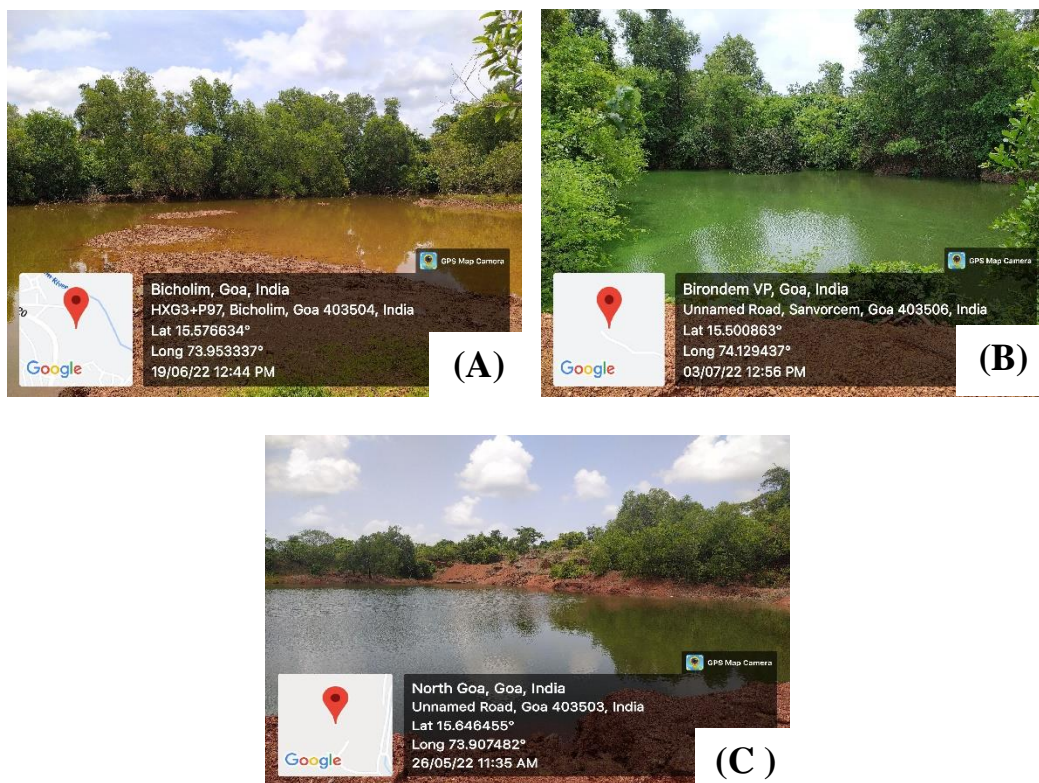 GPS Map Camera
Google
Bicholim, Goa, India
HXG3+P97, Bicholim, Goa 403504, India
Lat 15.576634°
Long 73.953337°
19/06/22 12:44 PM
(A)
GPS Map Camera
Google
Birondem VP, Goa, India
Unnamed Road, Sanvorcem, Goa 403506, India
Lat 15.500863°
Long 74.129437°
03/07/22 12:56 PM
(B)
GPS Map Camera
Google
North Goa, Goa, India
Unnamed Road, Goa 403503, India
Lat 15.646455°
Long 73.907482°
26/05/22 11:35 AM
(C )